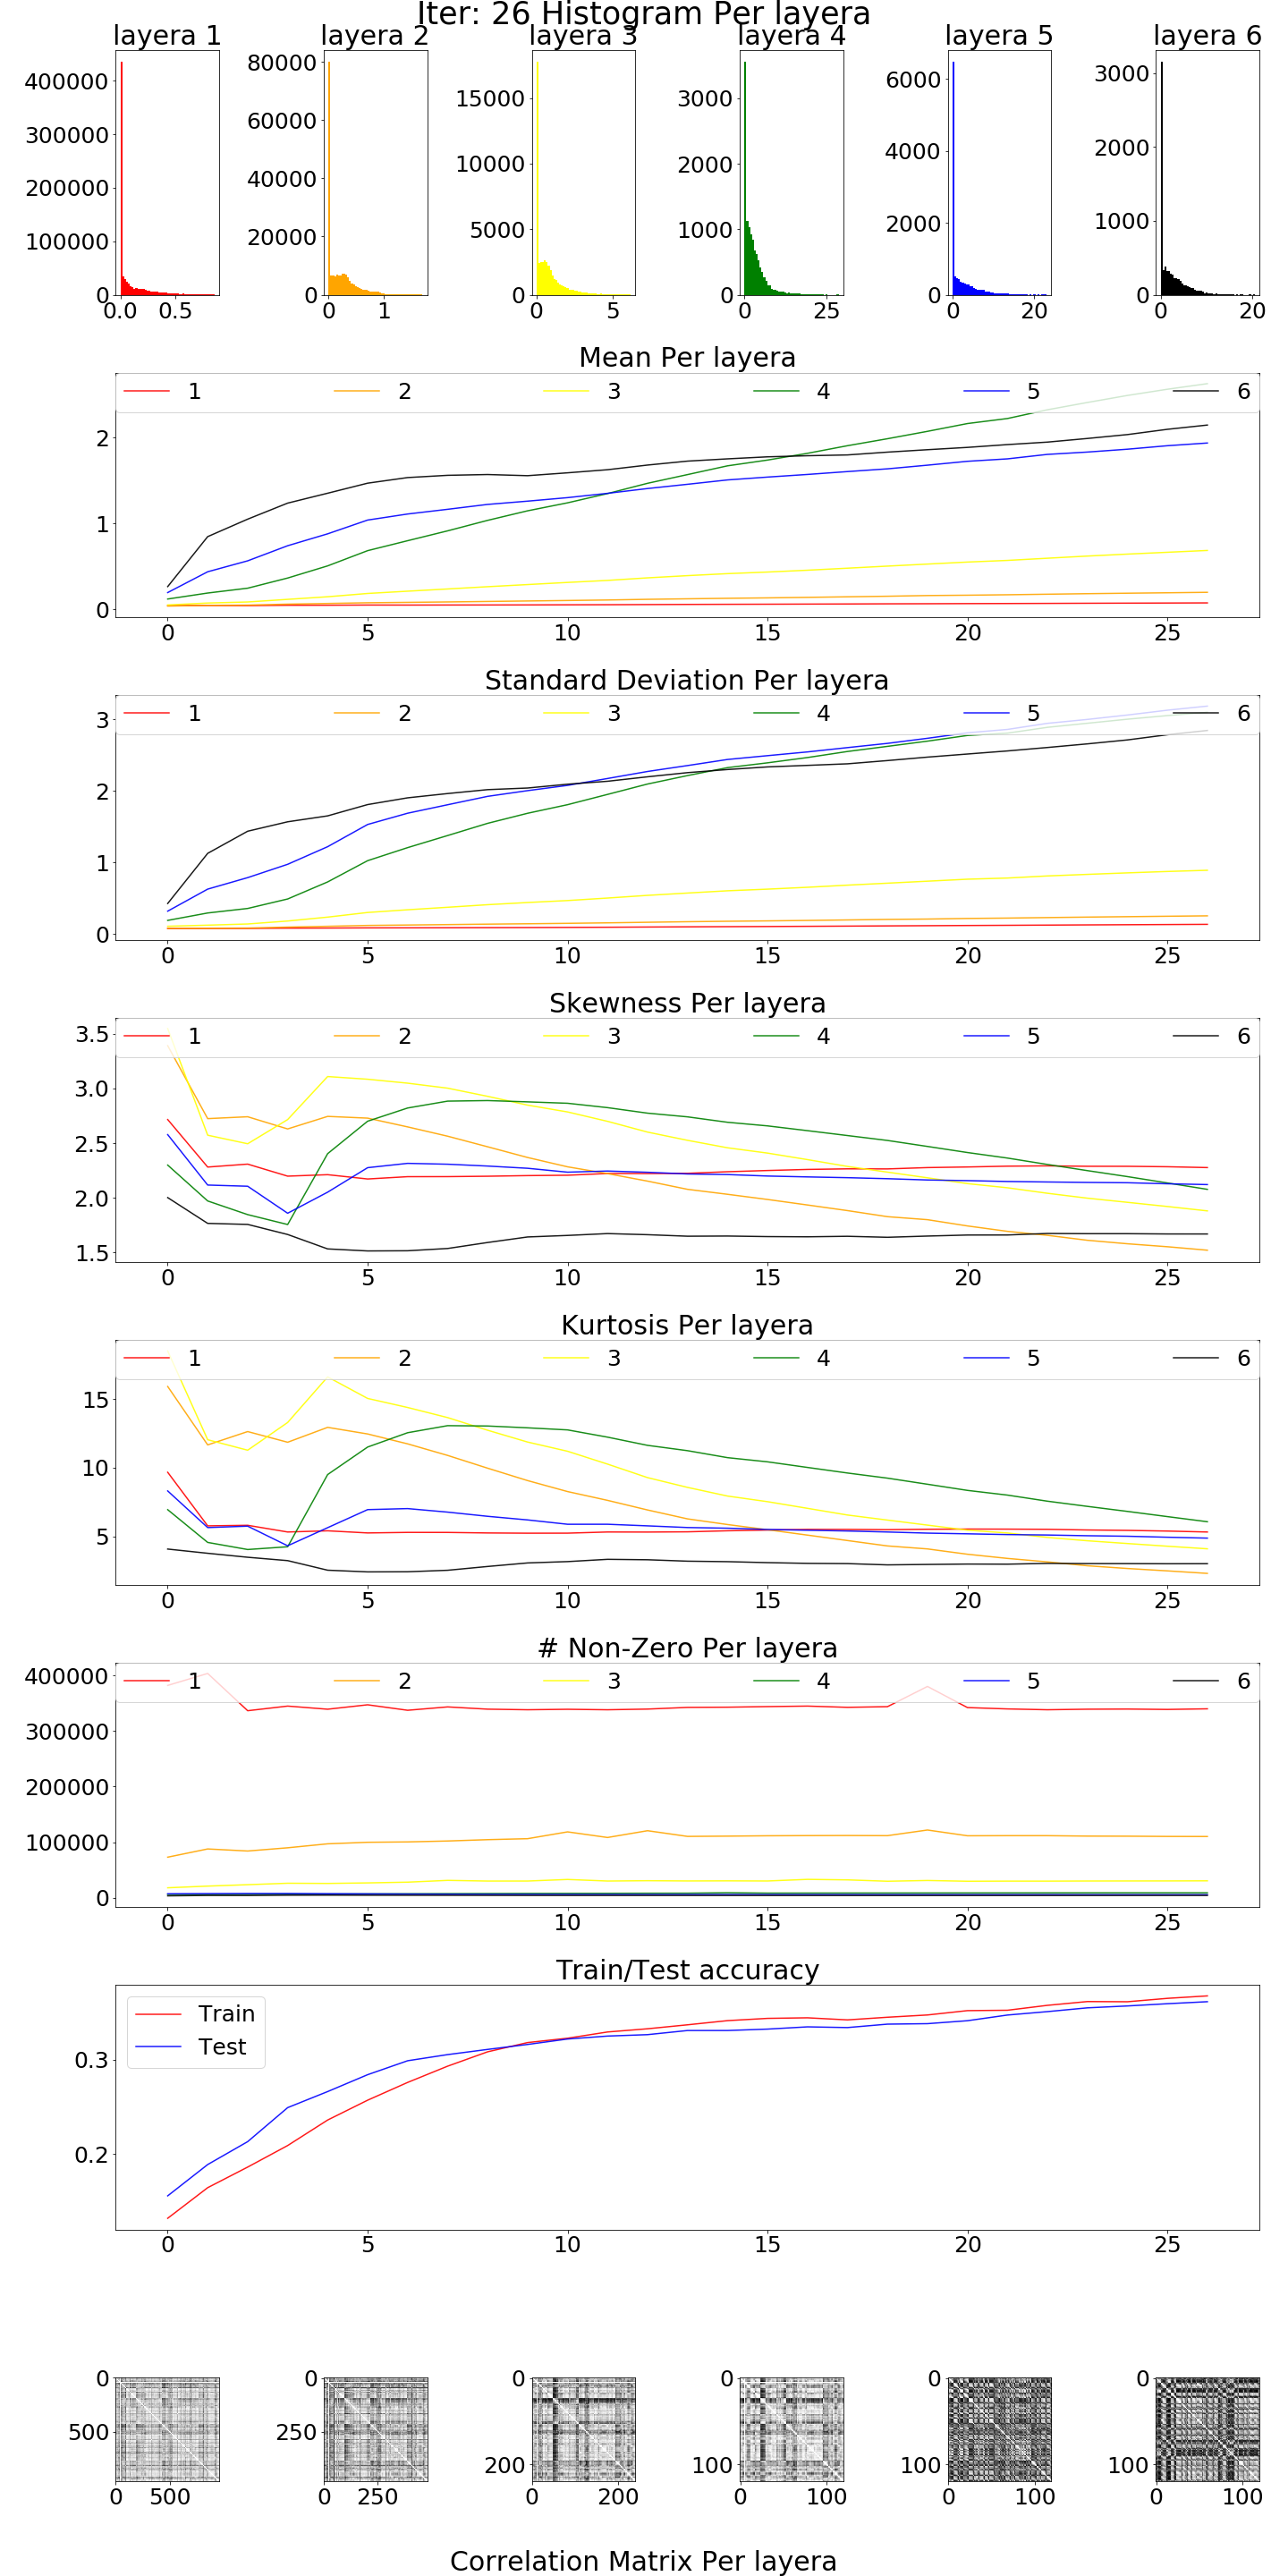 Iter: 26 Histogram Per layera
layera 1 layera 2 layera 3 layera 4 layera 5 layera 6
400000 300000 200000 100000 0
0.0 0.5
80000 60000 40000 20000 0
0 1
15000 10000 5000 0
0 5
3000 2000 1000 0
0 25
6000 4000 2000 0
0 20
3000 2000 1000 0
0 20
Mean Per layera
1 2 3 4 5 6
2
1
0
0 5 10 15 20 25
Standard Deviation Per layera
1 2 3 4 5 6
3
2
1
0
0 5 10 15 20 25
Skewness Per layera
1 2 3 4 5 6
3.5
3.0
2.5
2.0
1.5
0 5 10 15 20 25
Kurtosis Per layera
1 2 3 4 5 6
15
10
5
0 5 10 15 20 25
# Non-Zero Per layera
1 2 3 4 5 6
400000
300000
200000
100000
0
0 5 10 15 20 25
Train/Test accuracy
Train
Test
0.3
0.2
0 5 10 15 20 25
0 500
0 500
0 250
0 250
0 200
0 200
0 100
0 100
0 100
0 100
0 100
0 100
Correlation Matrix Per layera